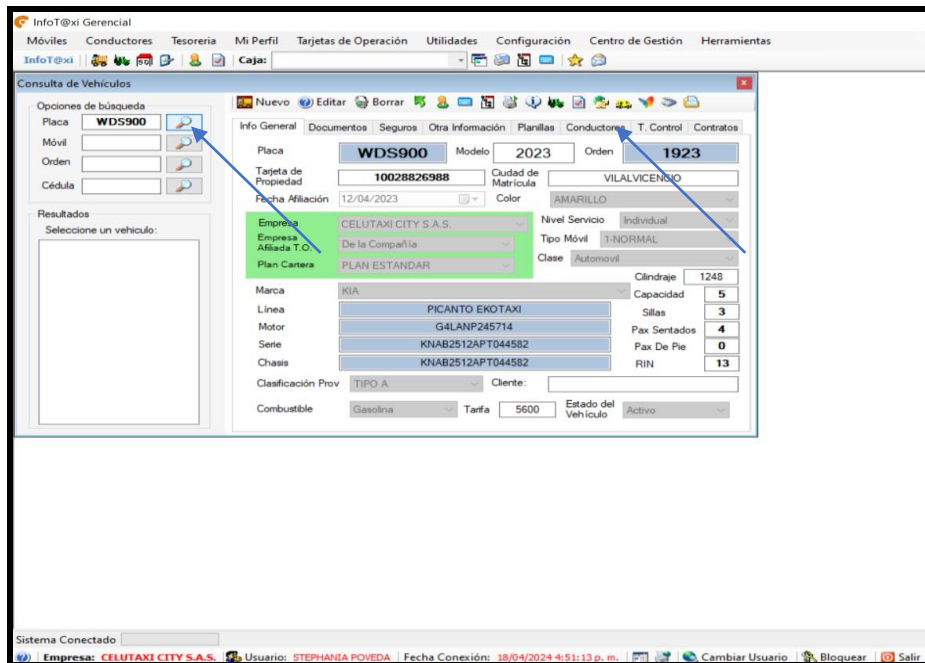 InfoT@xi Gerencial
Móviles Conductores Tesoreria Mi Perfil Tarjetas de Operación Utilidades Configuración Centro de Gestión Herramientas
InfoT@xi Caja:
Consulta de Vehículos
Opciones de búsqueda
Placa WDS900
Móvil
Orden
Cédula
Resultados
Seleccione un vehiculo:
Nuevo Editar Borrar
Info General Documentos Seguros Otra Información Planillas Conductores T. Control Contratos
Placa WDS900 Modelo 2023 Orden 1923
Tarjeta de Propiedad 10028826988 Ciudad de Matrícula VILALVICENCIO
Fecha Afiliación 12/04/2023 Color AMARILLO
Empresa CELUTAXI CITY S.A.S. Nivel Servicio Individual
Empresa Afiliada T.O. De la Compañía Tipo Móvil 1-NORMAL
Plan Cartera PLAN ESTANDAR Clase Automovil
Cilindraje 1248
Marca KIA Capacidad 5
Línea PICANTO EKOTAXI Sillas 3
Motor G4LANP245714 Pax Sentados 4
Serie KNAB2512APT044582 Pax De Pie 0
Chasis KNAB2512APT044582 RIN 13
Clasificación Prov TIPO A Cliente:
Combustible Gasolina Tarifa 5600 Estado del Vehículo Activo
Sistema Conectado
Empresa: CELUTAXI CITY S.A.S. Usuario: STEPHANIA POVEDA Fecha Conexión: 18/04/2024 4:51:13 p. m. Cambiar Usuario Bloquear Salir